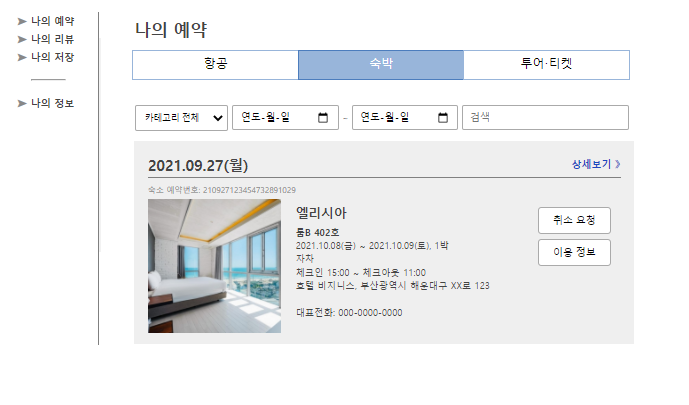 ➤ 나의 예약
➤ 나의 리뷰
➤ 나의 저장
➤ 나의 정보
나의 예약
항공
숙박
투어·티켓
카테고리 전체
연도-월-일
-
연도-월-일
검색
2021.09.27(월)
상세보기 》
숙소 예약번호: 210927123454732891029
엘리시아
룸B 402호
2021.10.08(금) ~ 2021.10.09(토), 1박
자차
체크인 15:00 ~ 체크아웃 11:00
호텔 비지니스, 부산광역시 해운대구 XX로 123
대표전화: 000-0000-0000
취소 요청
이용 정보